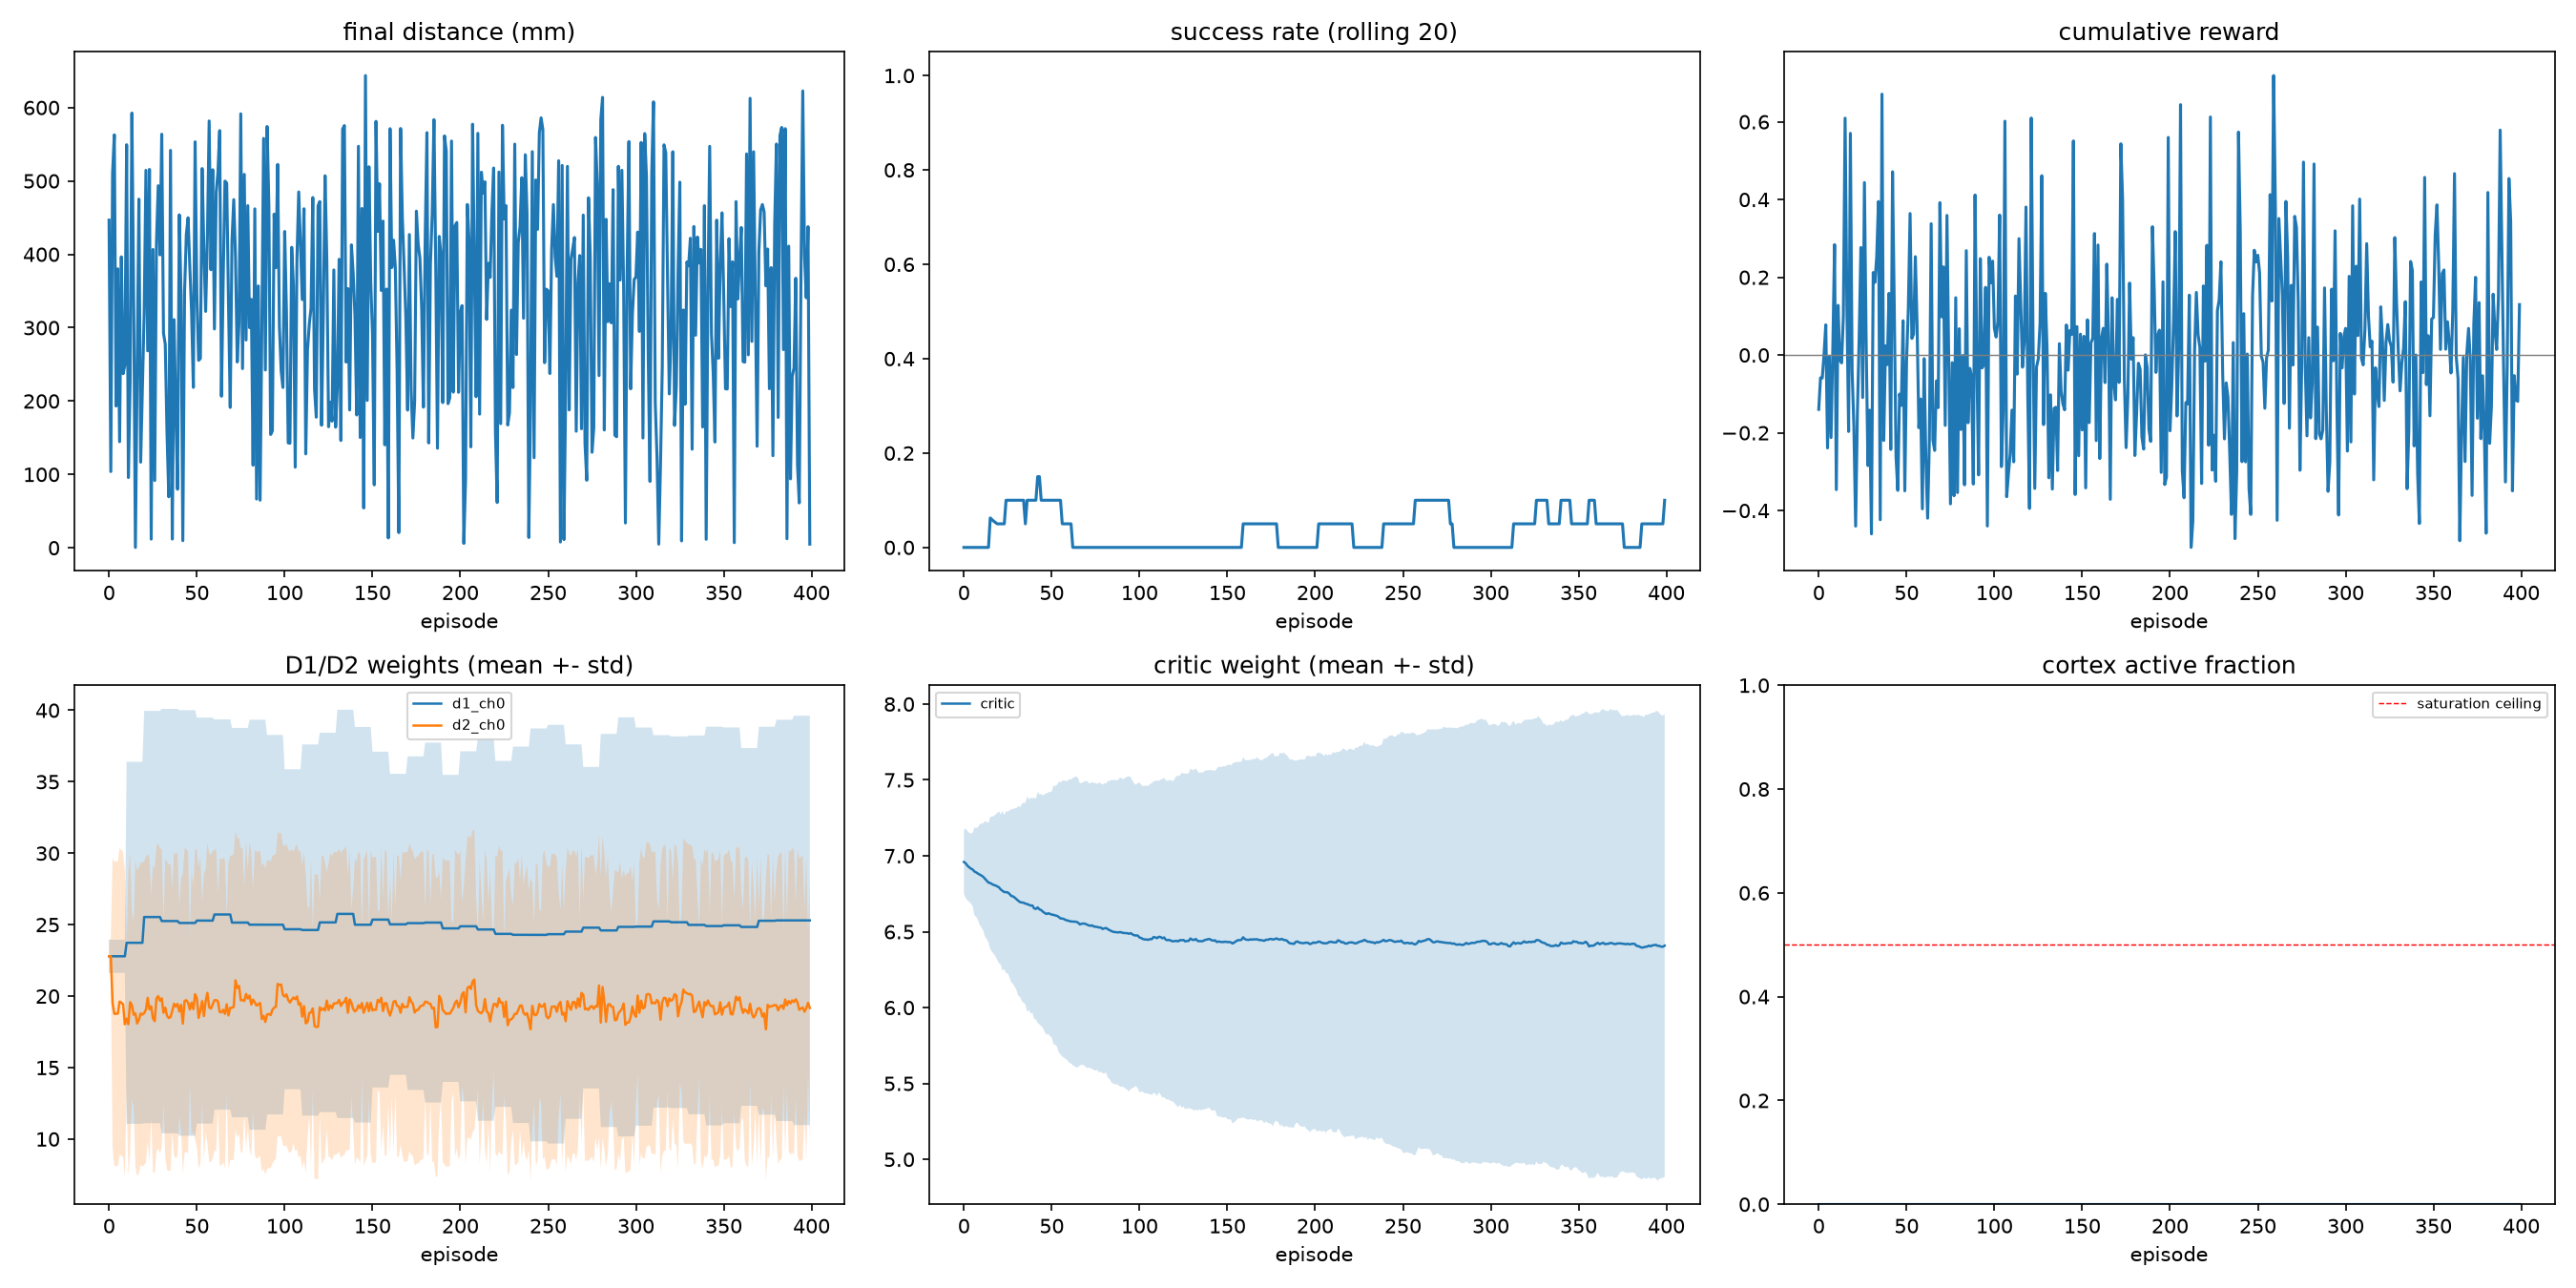 final distance (mm)
600
500
400
300
200
100
0
0 50 100 150 200 250 300 350 400
episode
success rate (rolling 20)
1.0
0.8
0.6
0.4
0.2
0.0
0 50 100 150 200 250 300 350 400
episode
cumulative reward
0.6
0.4
0.2
0.0
−0.2
−0.4
0 50 100 150 200 250 300 350 400
episode
D1/D2 weights (mean +- std)
d1_ch0
d2_ch0
40
35
30
25
20
15
10
0 50 100 150 200 250 300 350 400
episode
critic weight (mean +- std)
critic
8.0
7.5
7.0
6.5
6.0
5.5
5.0
0 50 100 150 200 250 300 350 400
episode
cortex active fraction
saturation ceiling
1.0
0.8
0.6
0.4
0.2
0.0
0 50 100 150 200 250 300 350 400
episode